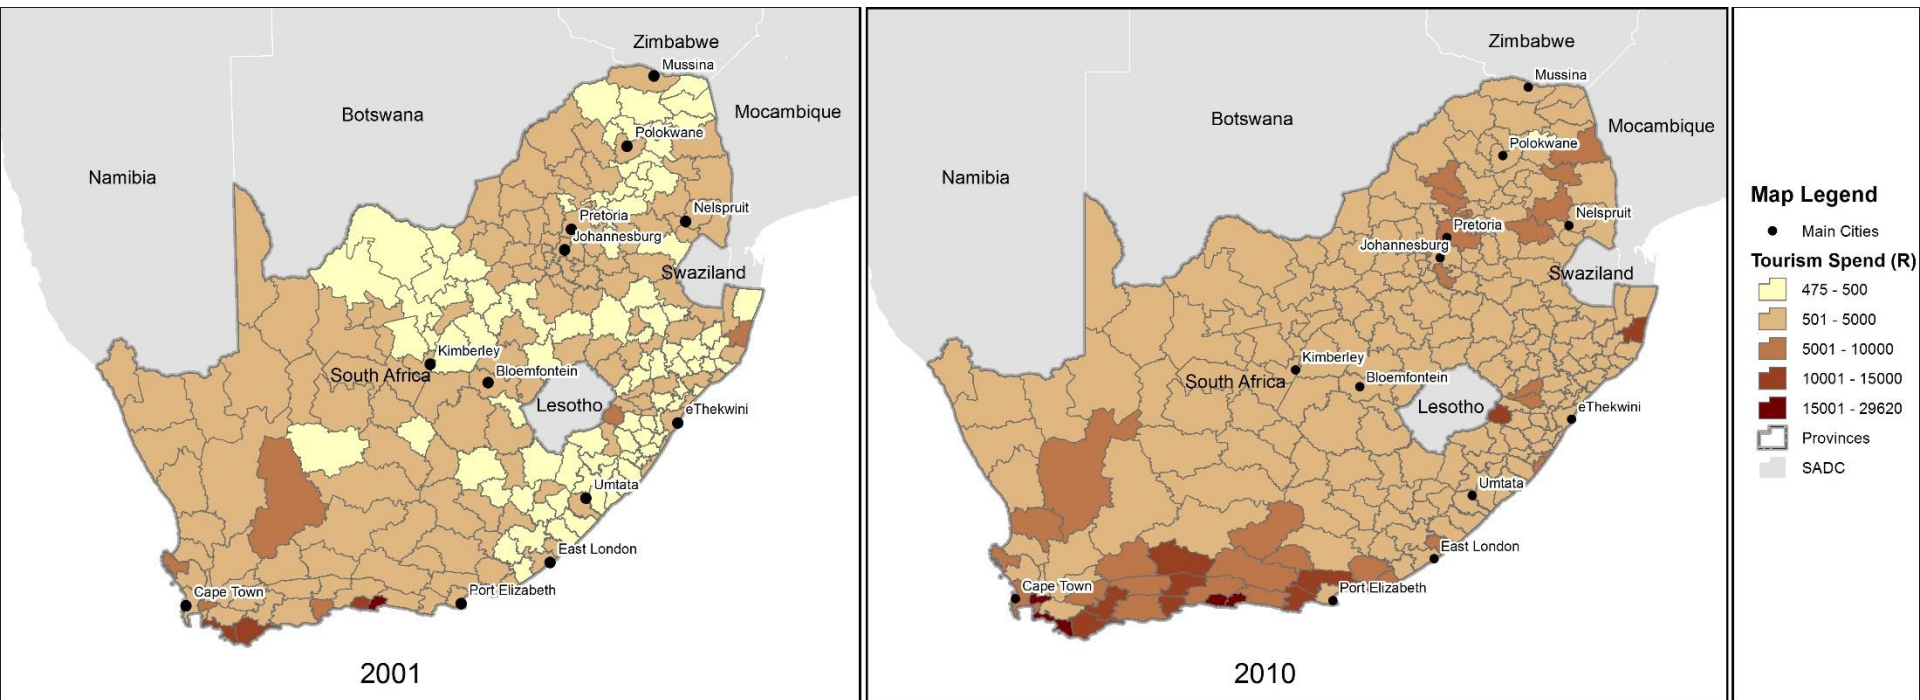 Zimbabwe
Mussina
Botswana
Mocambique
Polokwane
Namibia
Nelspruit
Pretoria
Johannesburg
Swaziland
Kimberley
South Africa
Bloemfontein
Lesotho
eThekwini
Umtata
East London
Cape Town
Port Elizabeth
2001
Zimbabwe
Mussina
Botswana
Mocambique
Polokwane
Namibia
Nelspruit
Pretoria
Johannesburg
Swaziland
Kimberley
South Africa
Bloemfontein
Lesotho
eThekwini
Umtata
East London
Cape Town
Port Elizabeth
2010
Map Legend
Main Cities
Tourism Spend (R)
475 - 500
501 - 5000
5001 - 10000
10001 - 15000
15001 - 29620
Provinces
SADC